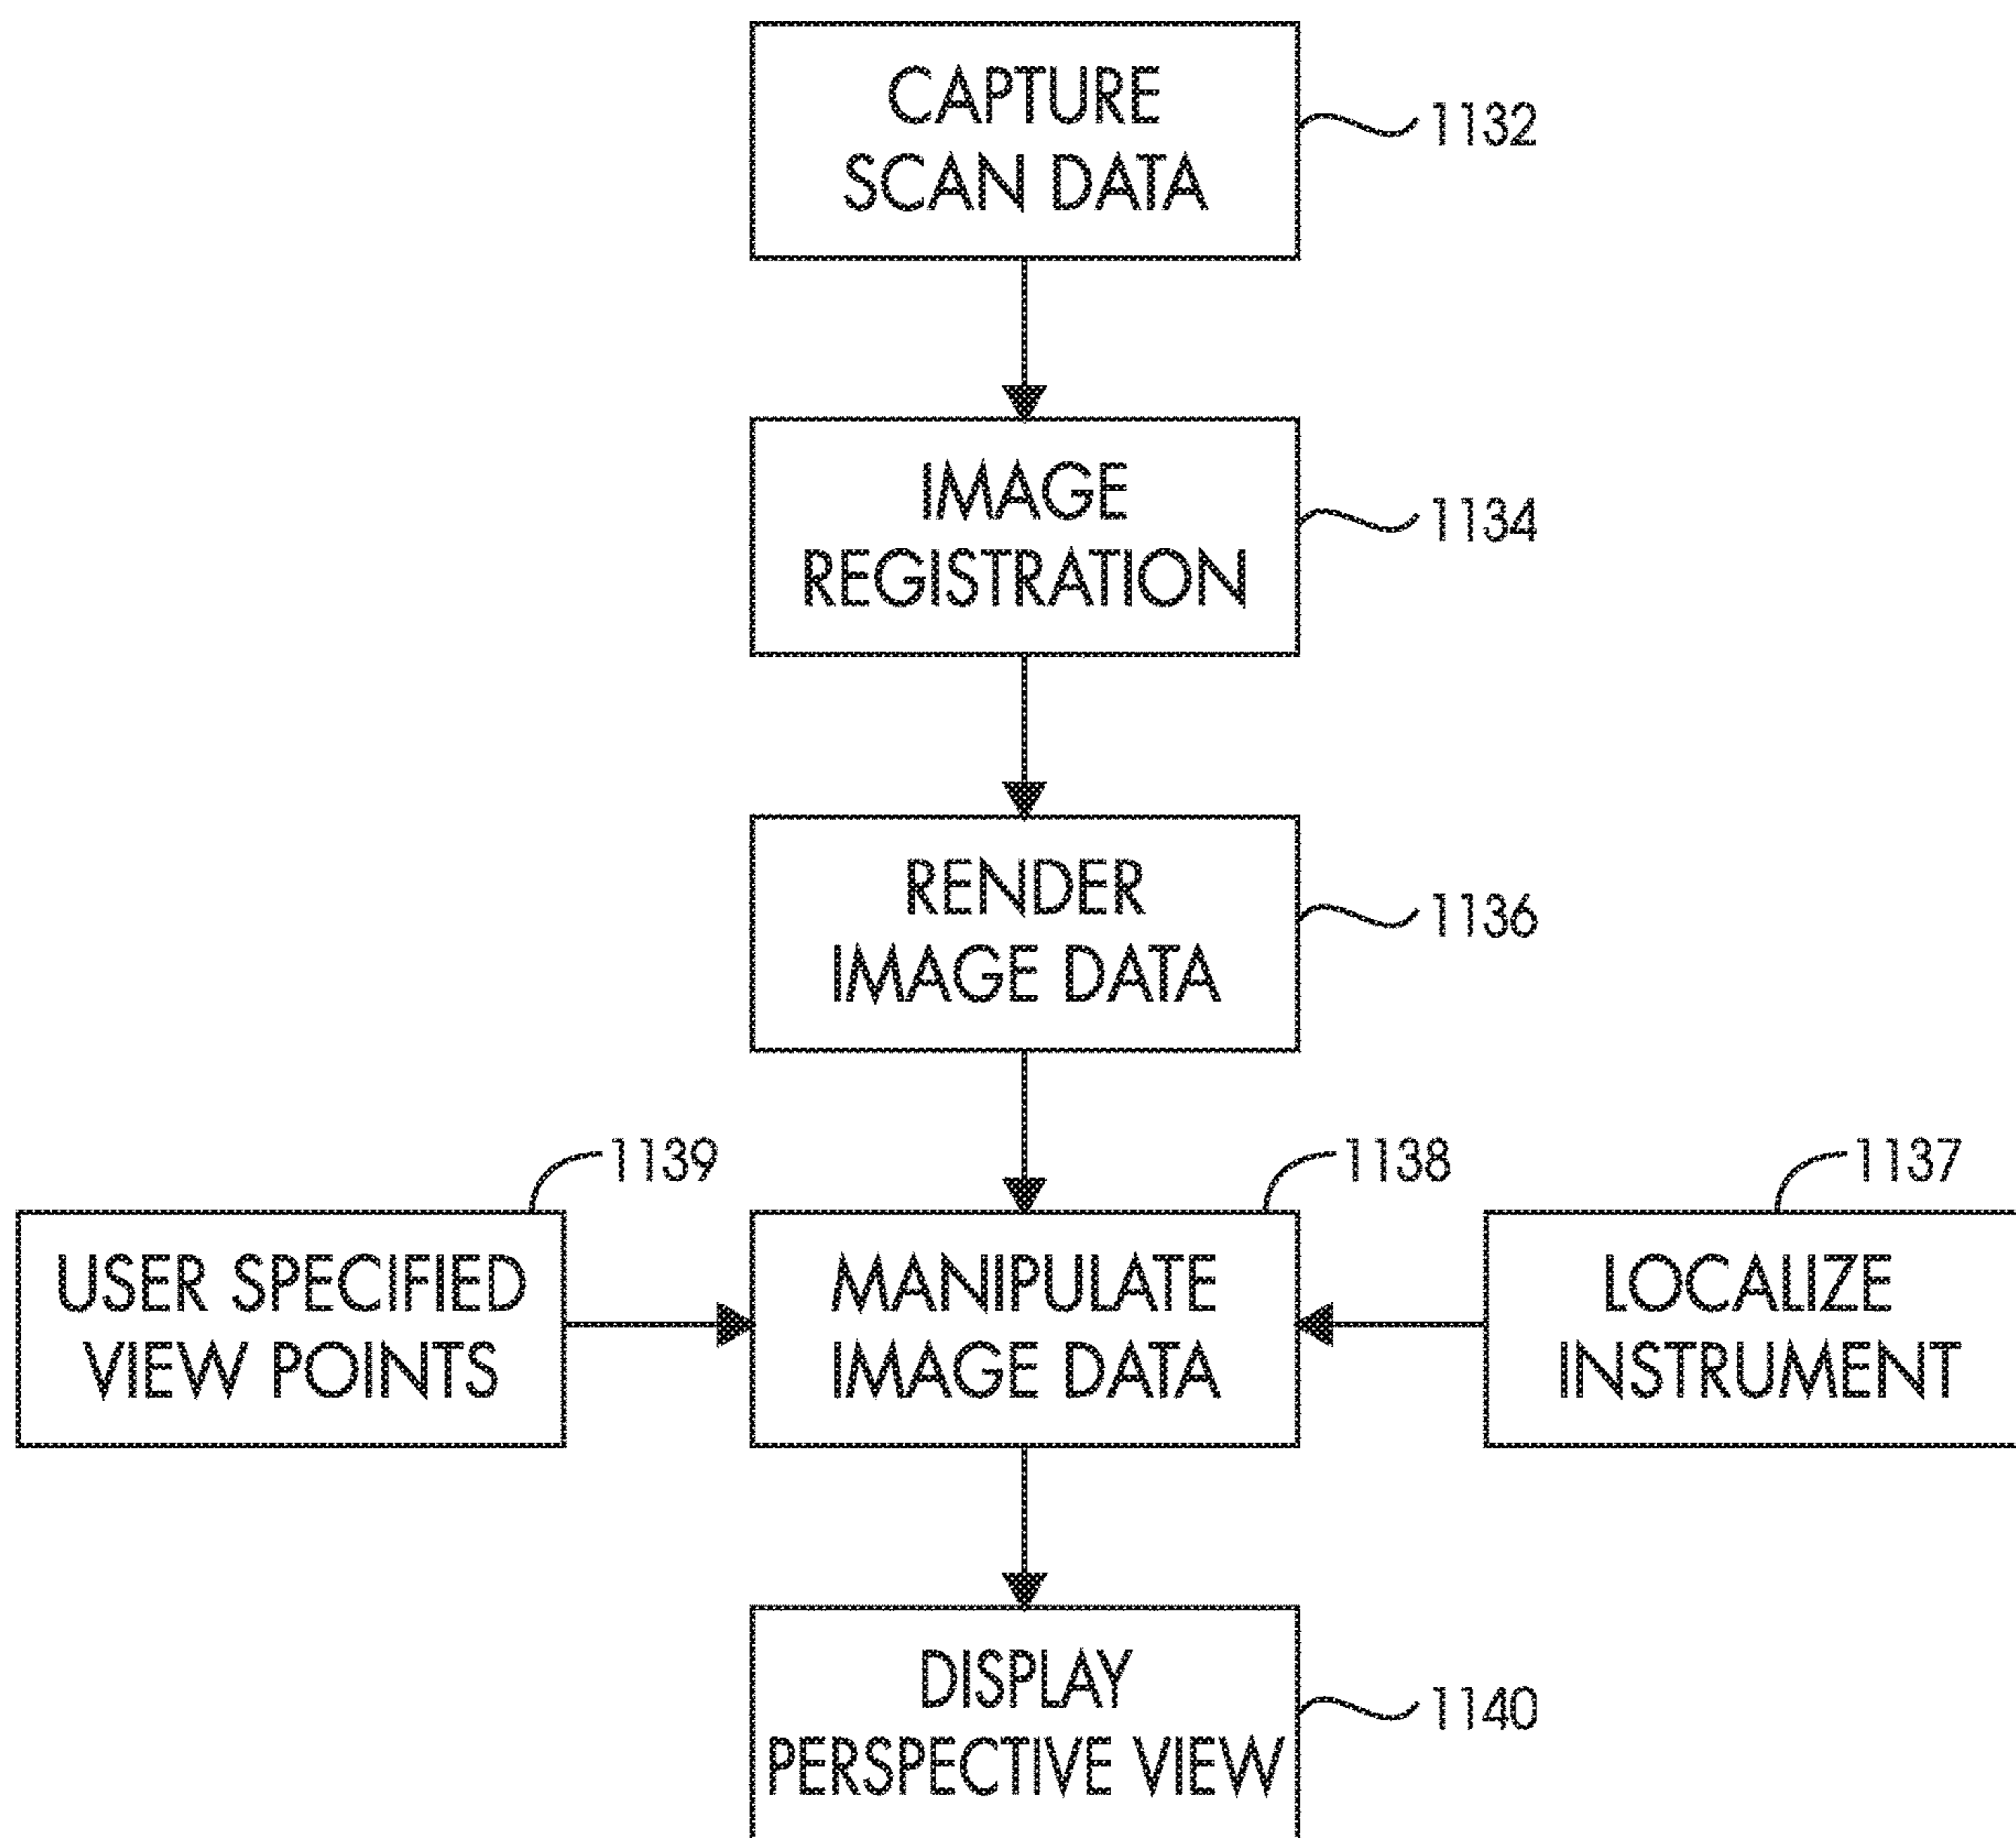 CAPTURE
SCAN DATA
1132
IMAGE
REGISTRATION
1134
RENDER
IMAGE DATA
1136
1139
1138
1137
USER SPECIFIED
VIEW POINTS
MANIPULATE
IMAGE DATA
LOCALIZE
INSTRUMENT
DISPLAY
PERSPECTIVE VIEW
1140